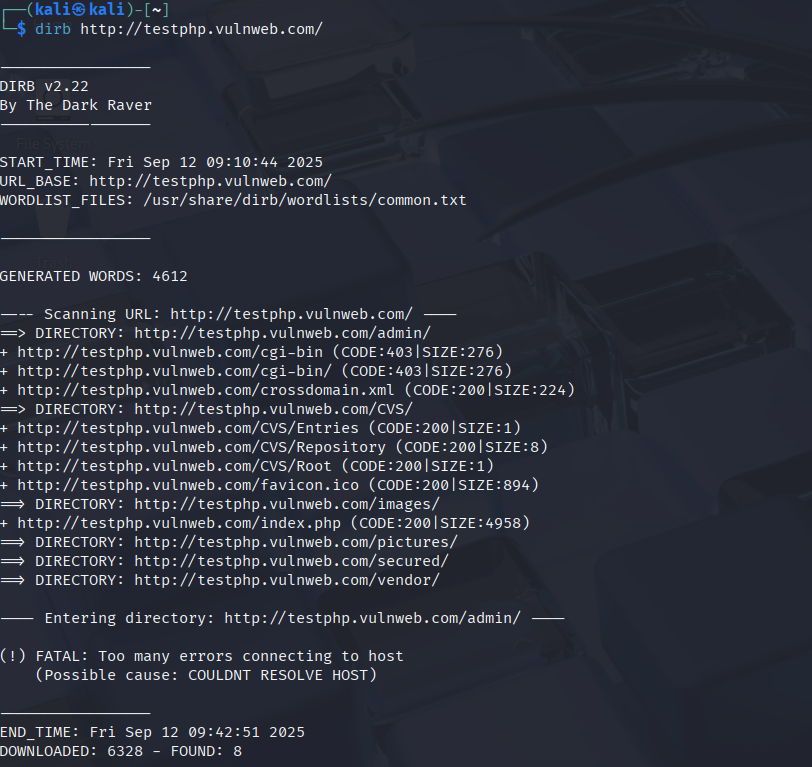 ┌──(kali㉿kali)-[~]
└─$ dirb http://testphp.vulnweb.com/
-----------------
DIRB v2.22
By The Dark Raver
-----------------
File System
START_TIME: Fri Sep 12 09:10:44 2025
URL_BASE: http://testphp.vulnweb.com/
WORDLIST_FILES: /usr/share/dirb/wordlists/common.txt
-----------------
GENERATED WORDS: 4612
---- Scanning URL: http://testphp.vulnweb.com/ ----
==> DIRECTORY: http://testphp.vulnweb.com/admin/
+ http://testphp.vulnweb.com/cgi-bin (CODE:403|SIZE:276)
+ http://testphp.vulnweb.com/cgi-bin/ (CODE:403|SIZE:276)
+ http://testphp.vulnweb.com/crossdomain.xml (CODE:200|SIZE:224)
==> DIRECTORY: http://testphp.vulnweb.com/CVS/
+ http://testphp.vulnweb.com/CVS/Entries (CODE:200|SIZE:1)
+ http://testphp.vulnweb.com/CVS/Repository (CODE:200|SIZE:8)
+ http://testphp.vulnweb.com/CVS/Root (CODE:200|SIZE:1)
+ http://testphp.vulnweb.com/favicon.ico (CODE:200|SIZE:894)
==> DIRECTORY: http://testphp.vulnweb.com/images/
+ http://testphp.vulnweb.com/index.php (CODE:200|SIZE:4958)
==> DIRECTORY: http://testphp.vulnweb.com/pictures/
==> DIRECTORY: http://testphp.vulnweb.com/secured/
==> DIRECTORY: http://testphp.vulnweb.com/vendor/
---- Entering directory: http://testphp.vulnweb.com/admin/ ----
(!) FATAL: Too many errors connecting to host
(Possible cause: COULDNT RESOLVE HOST)
-----------------
END_TIME: Fri Sep 12 09:42:51 2025
DOWNLOADED: 6328 - FOUND: 8